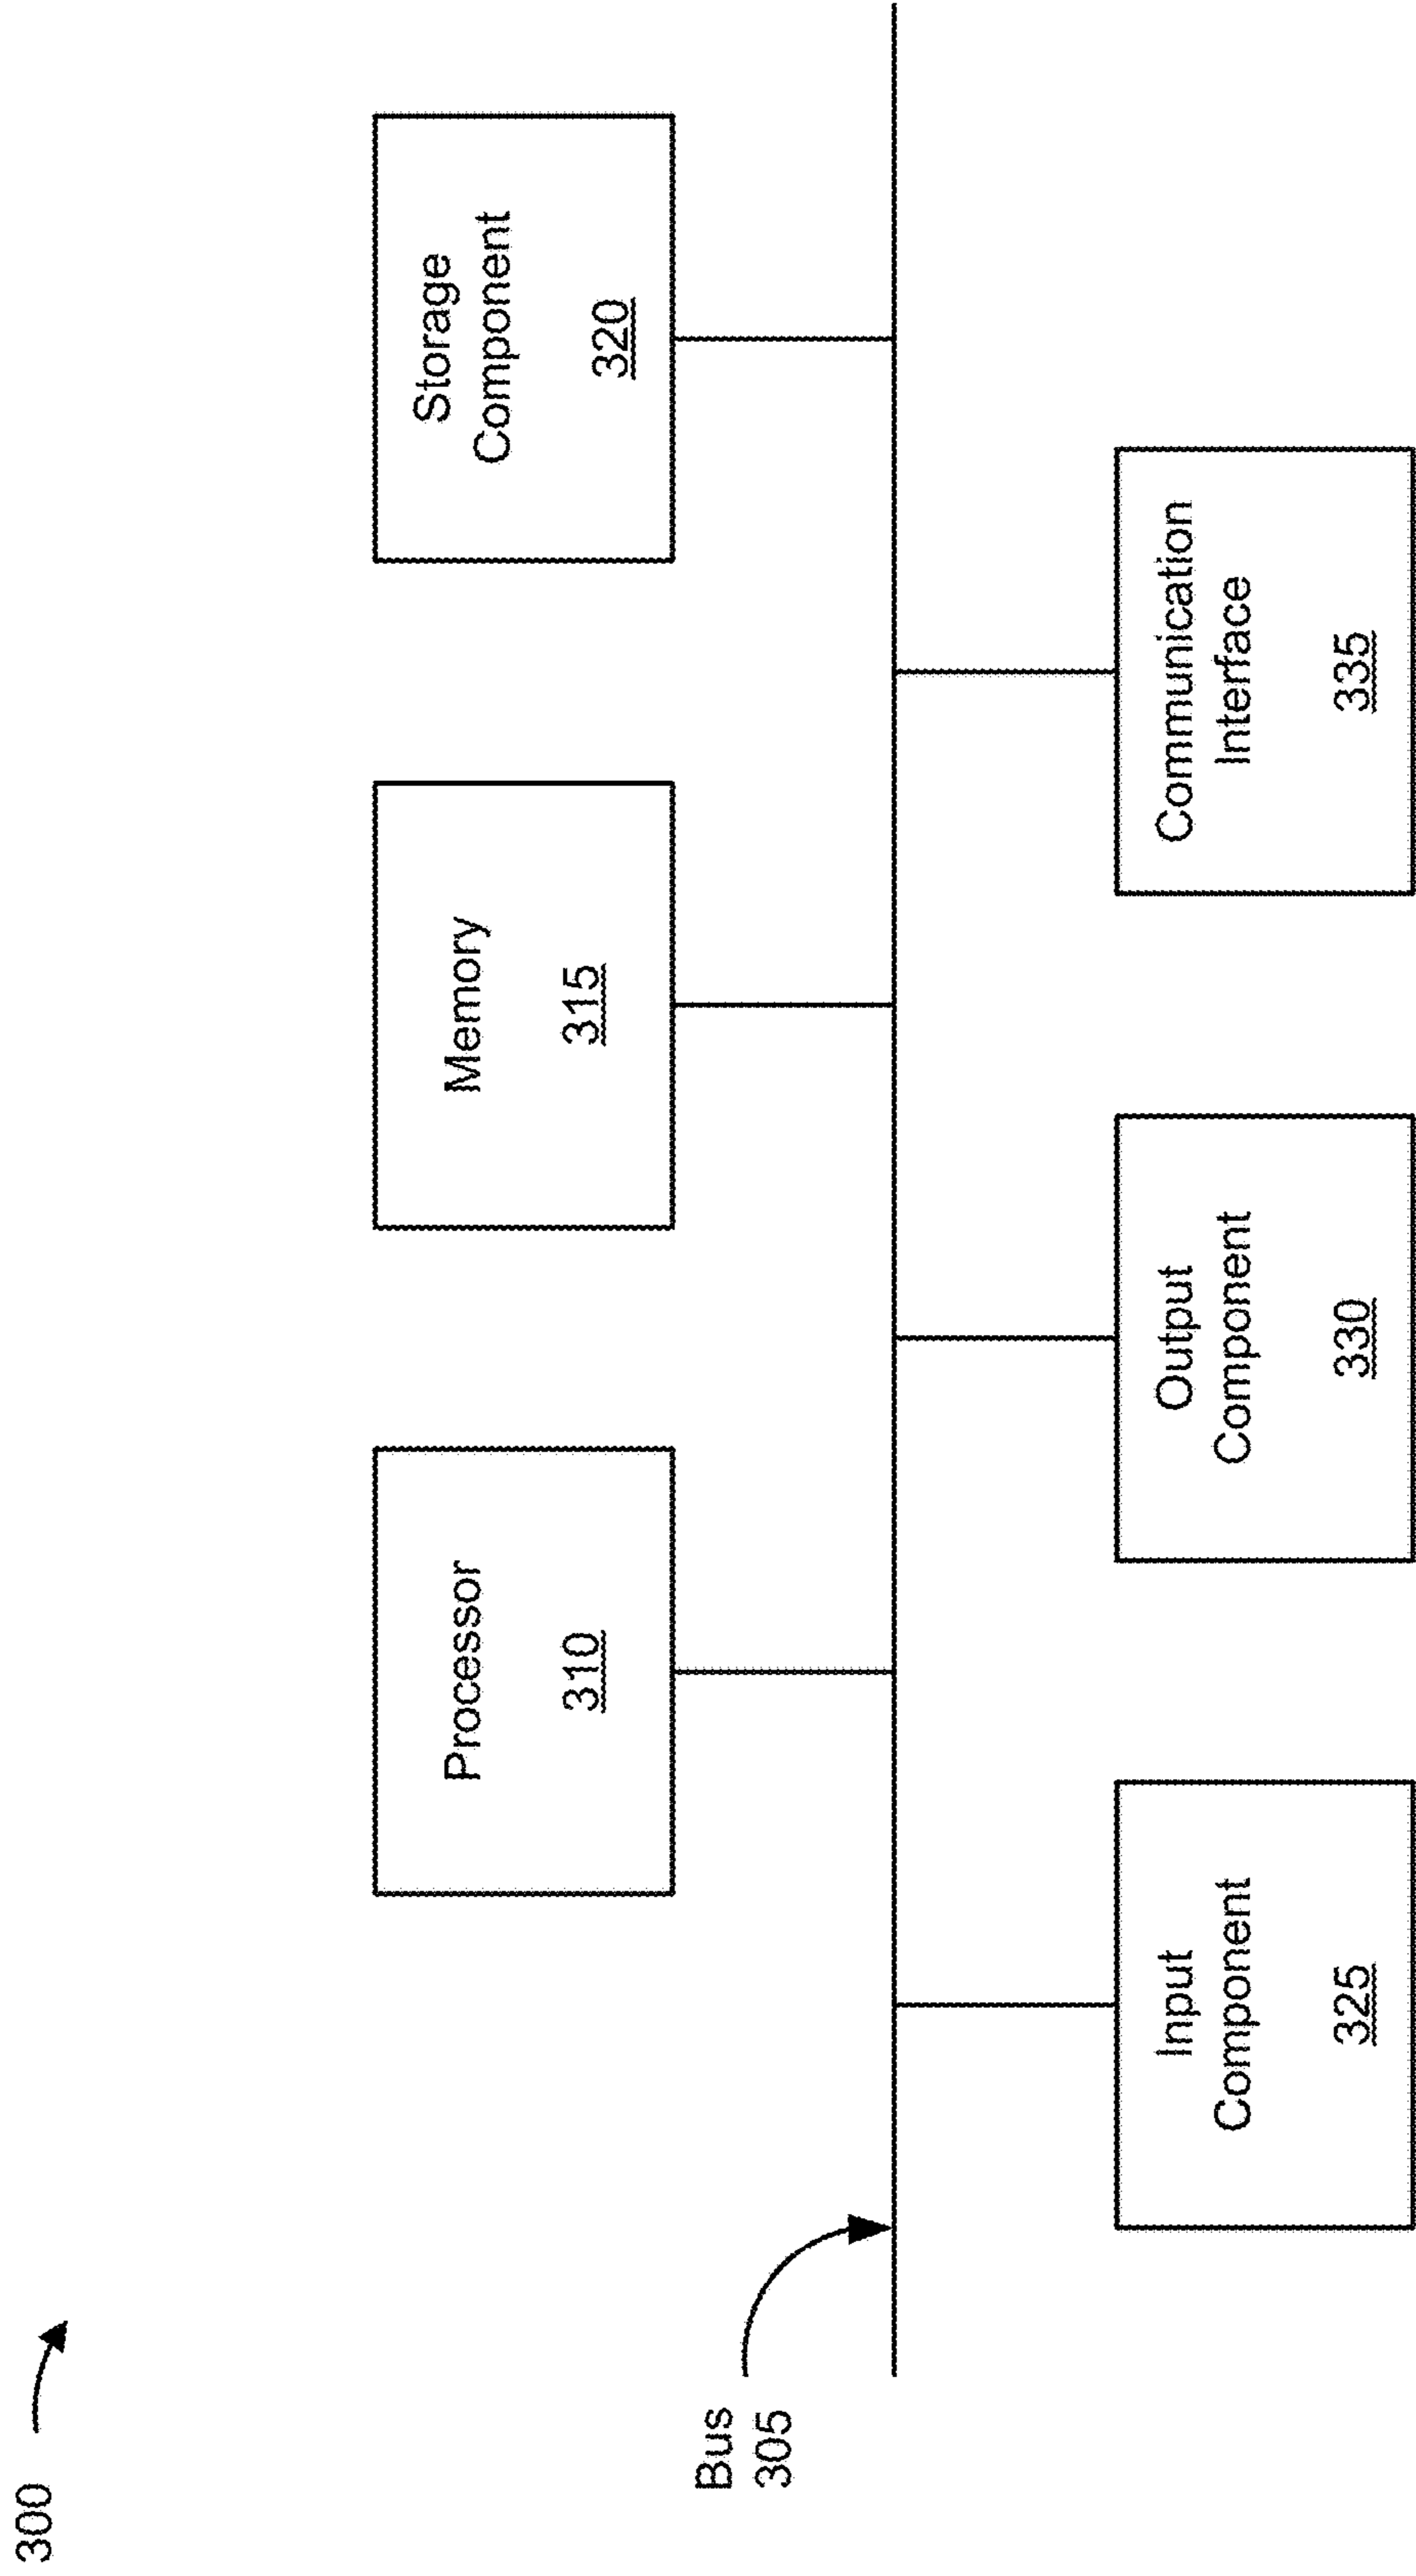 300
Processor
310
Memory
315
Storage
Component
320
Bus
305
Input
Component
325
Output
Component
330
Communication
Interface
335